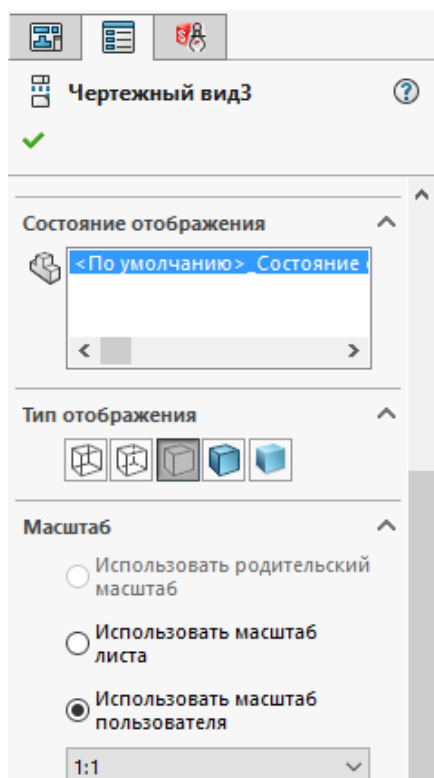 Чертежный вид3
Состояние отображения
<По умолчанию>_Состояние
Тип отображения
Масштаб
Использовать родительский
масштаб
Использовать масштаб
листа
Использовать масштаб
пользователя
1:1